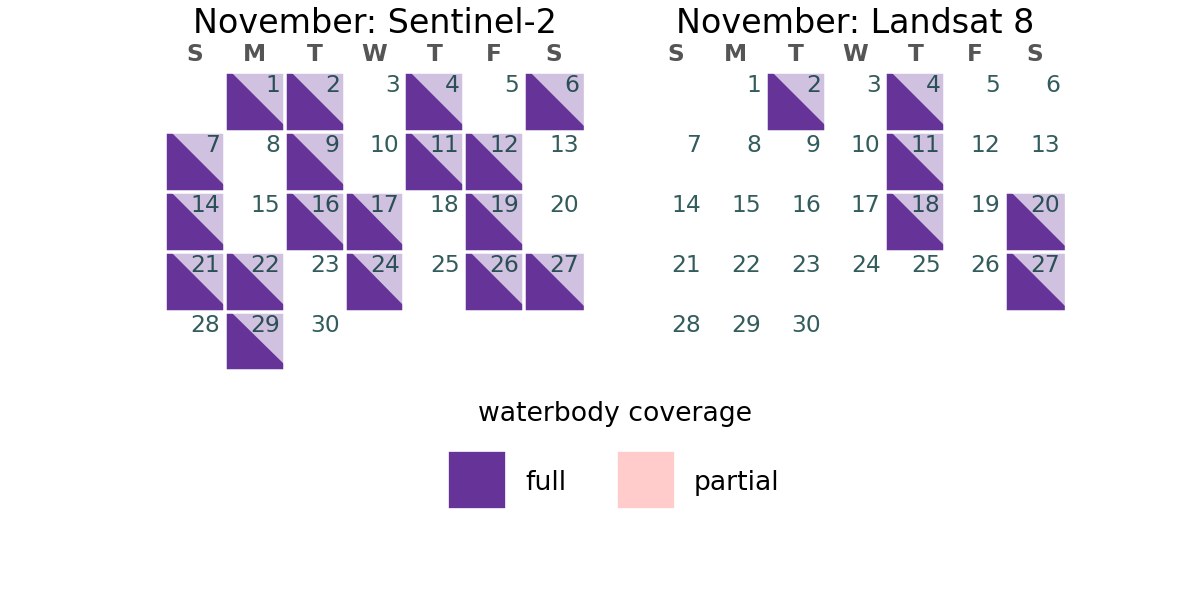 November: Sentinel-2
S M T W T F S
1 2 3 4 5 6
7 8 9 10 11 12 13
14 15 16 17 18 19 20
21 22 23 24 25 26 27
28 29 30
November: Landsat 8
S M T W T F S
1 2 3 4 5 6
7 8 9 10 11 12 13
14 15 16 17 18 19 20
21 22 23 24 25 26 27
28 29 30
waterbody coverage
full partial